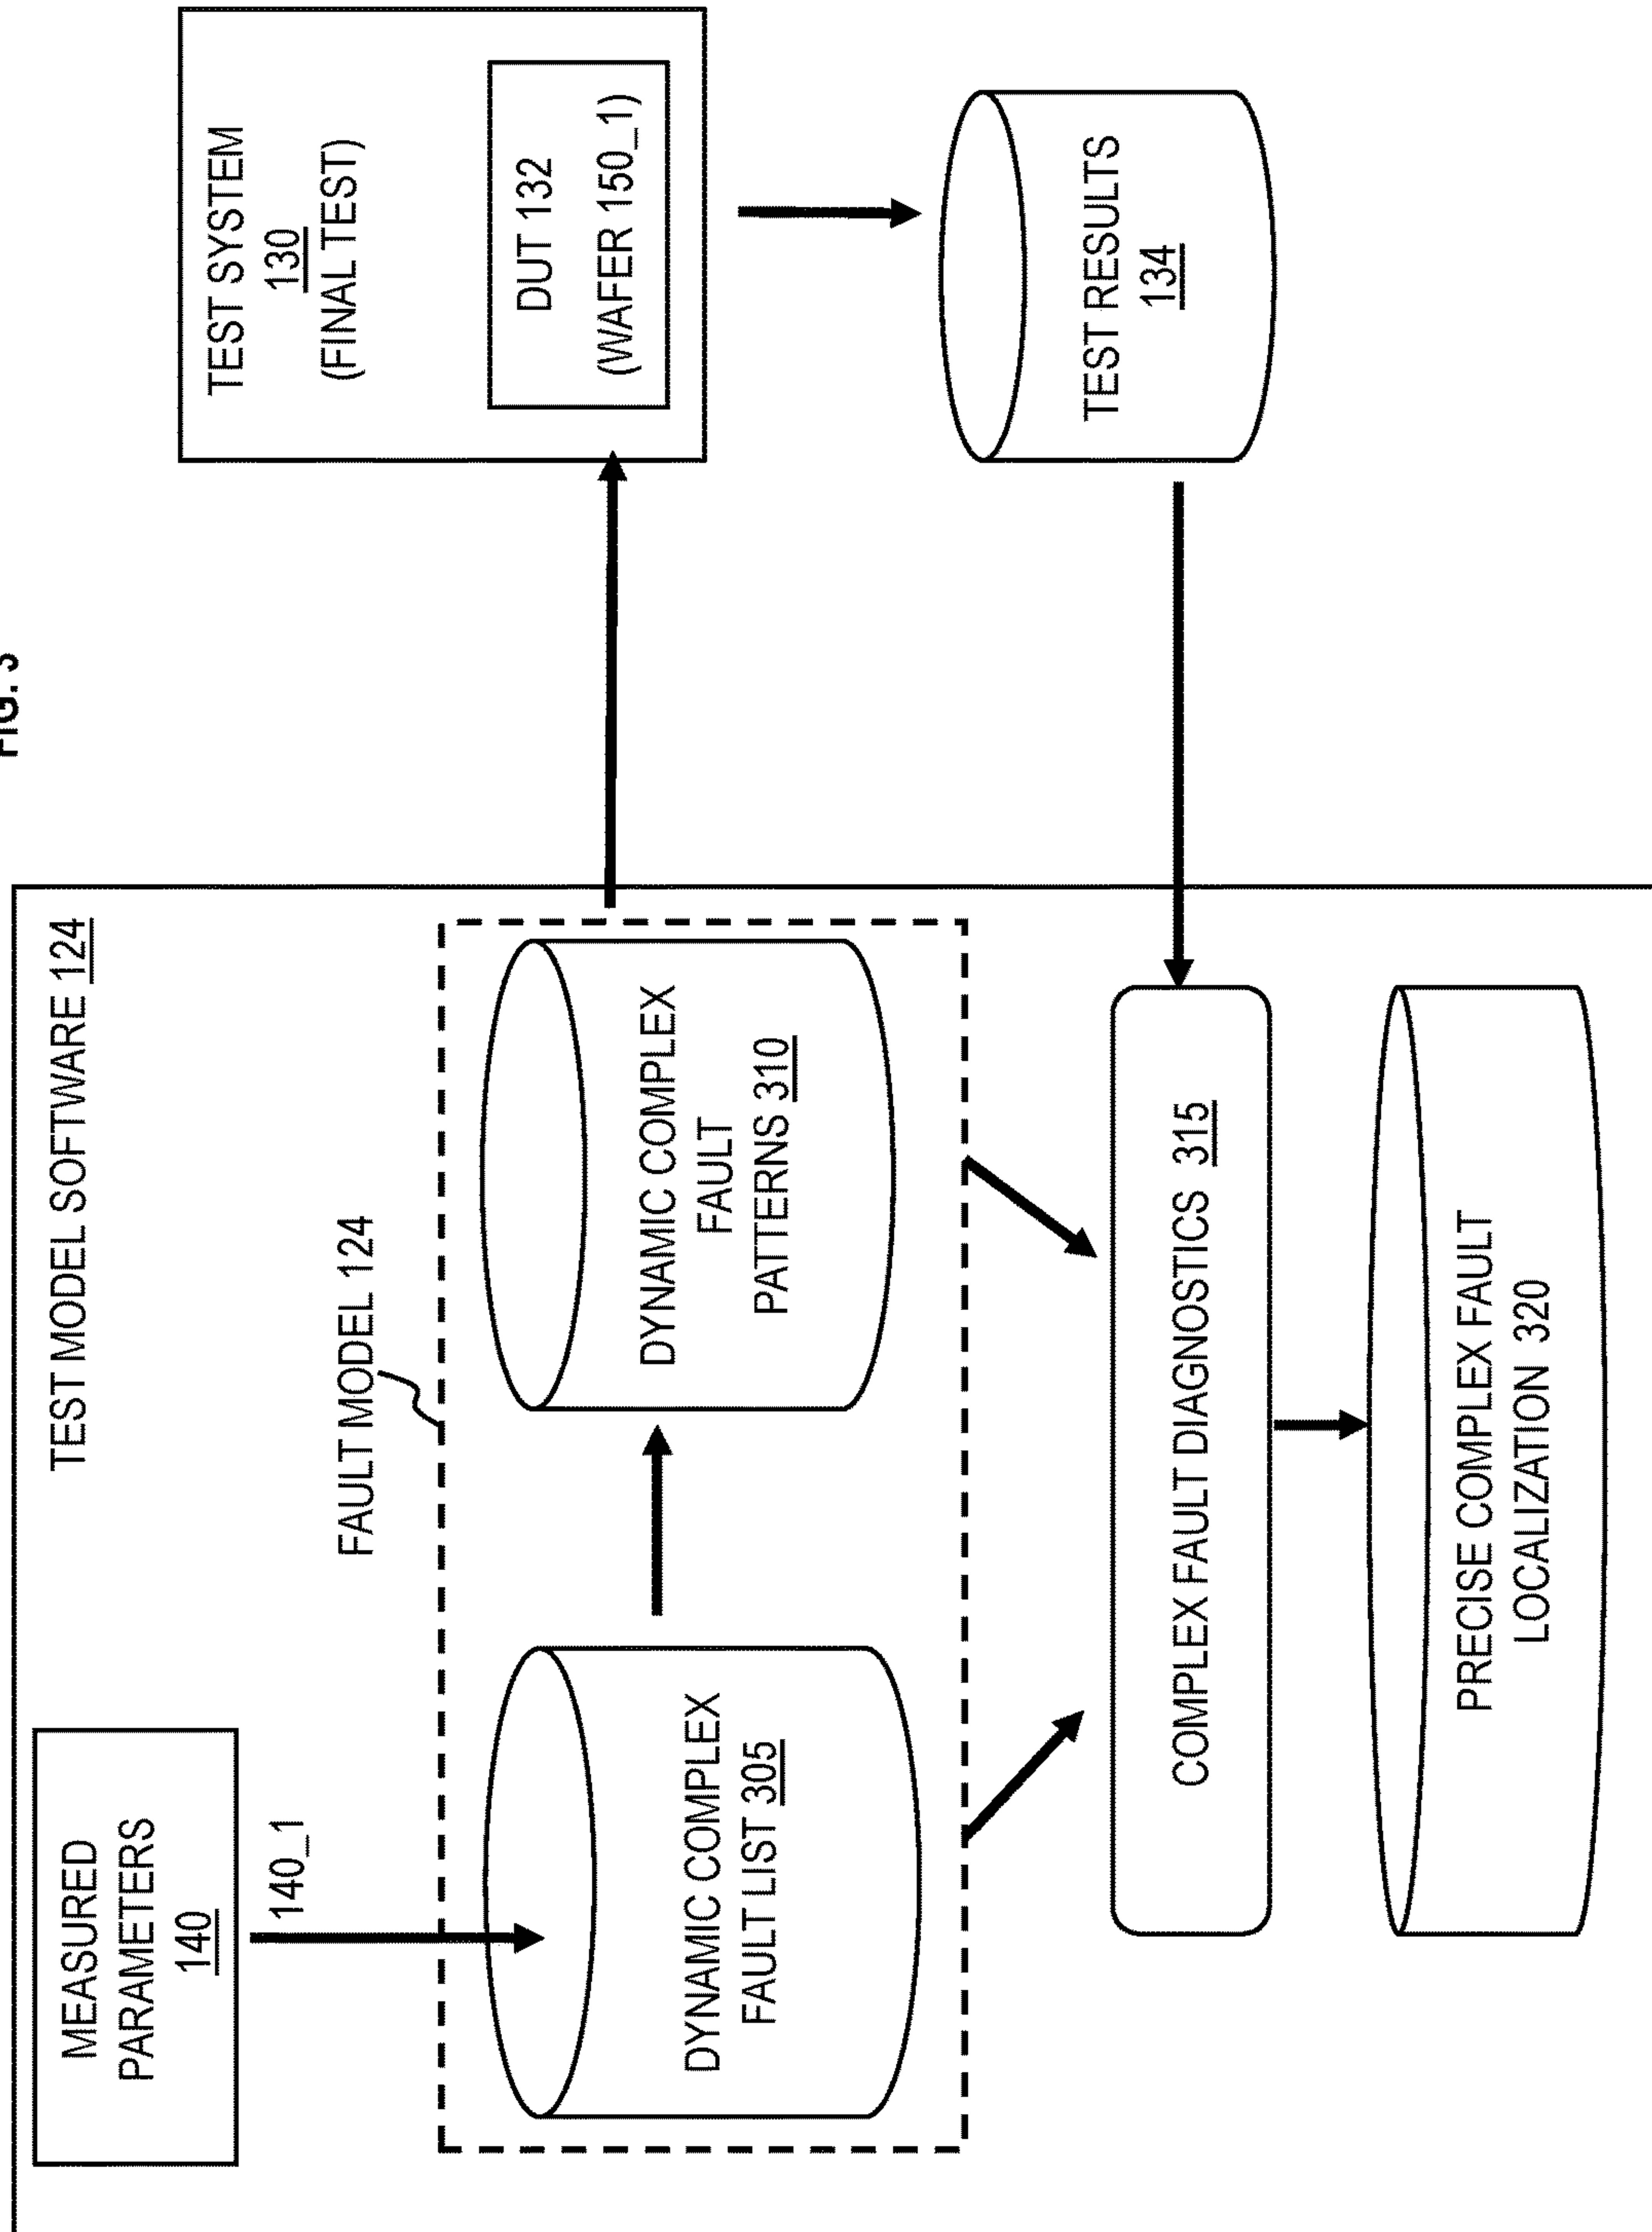 FIG. 3
TEST MODEL SOFTWARE 124
MEASURED
PARAMETERS
140
140_1
FAULT MODEL 124
DYNAMIC COMPLEX
FAULT LIST 305
DYNAMIC COMPLEX
FAULT
PATTERNS 310
COMPLEX FAULT DIAGNOSTICS 315
PRECISE COMPLEX FAULT
LOCALIZATION 320
TEST SYSTEM
130
(FINAL TEST)
DUT 132
(WAFER 150_1)
TEST RESULTS
134